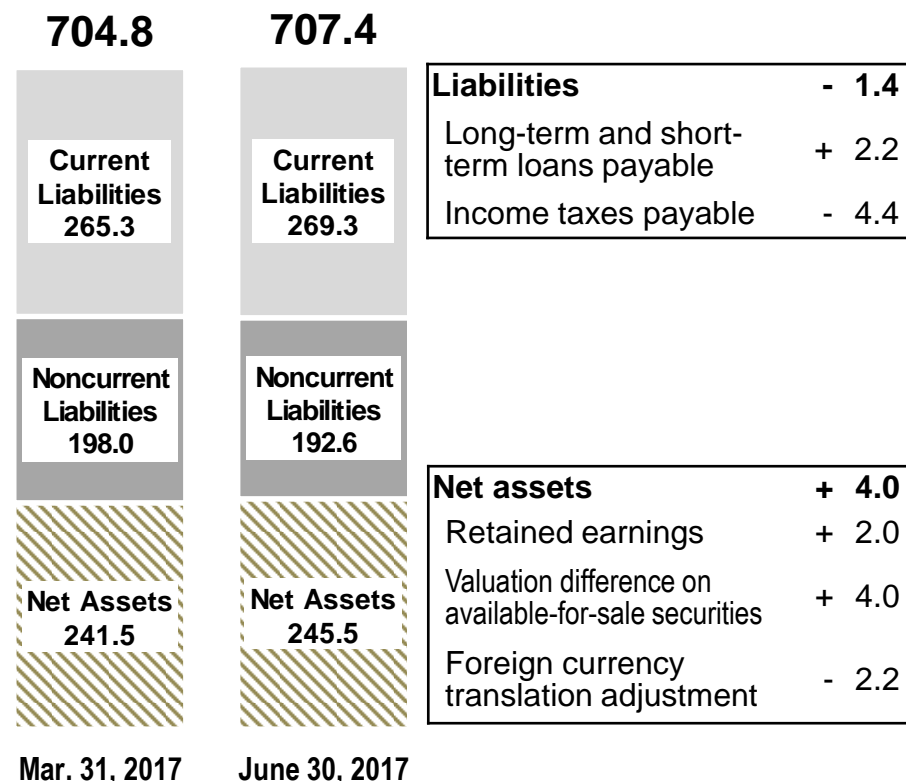 704.8
707.4
Current
Liabilities
265.3
Current
Liabilities
269.3
Noncurrent
Liabilities
198.0
Noncurrent
Liabilities
192.6
Net Assets
241.5
Net Assets
245.5
Mar. 31, 2017
June 30, 2017
Liabilities - 1.4
Long-term and short-
term loans payable + 2.2
Income taxes payable - 4.4
Net assets + 4.0
Retained earnings + 2.0
Valuation difference on
available-for-sale securities + 4.0
Foreign currency
translation adjustment - 2.2